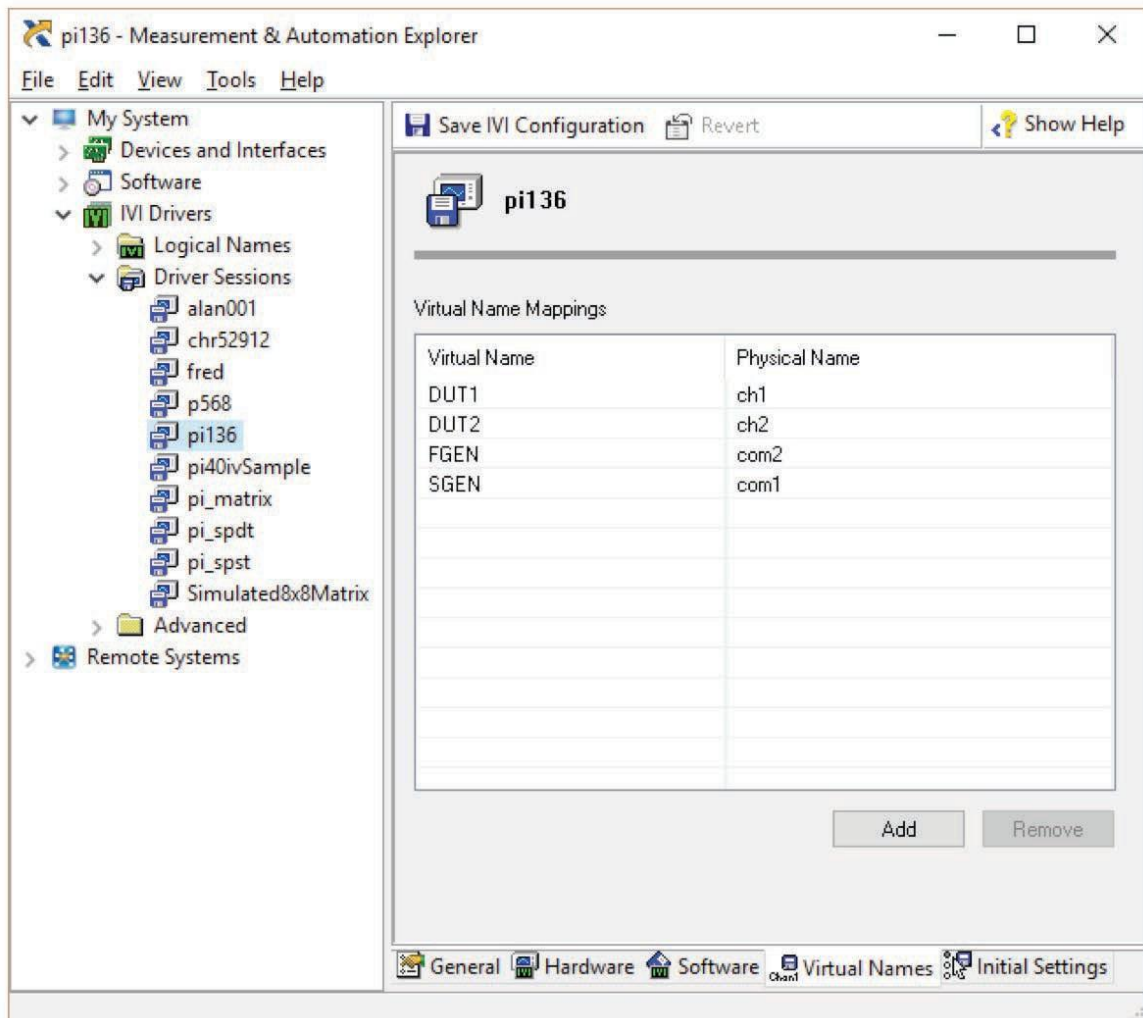 pi136 - Measurement & Automation Explorer
File Edit View Tools Help
My System
Devices and Interfaces
Software
IVI Drivers
Logical Names
Driver Sessions
alan001
chr52912
fred
p568
pi136
pi40ivSample
pi_matrix
pi_spdt
pi_spst
Simulated8x8Matrix
Advanced
Remote Systems
Save IVI Configuration Revert Show Help
pi136
Virtual Name Mappings
Virtual Name Physical Name
DUT1 ch1
DUT2 ch2
FGEN com2
SGEN com1
Add Remove
General Hardware Software Virtual Names Initial Settings